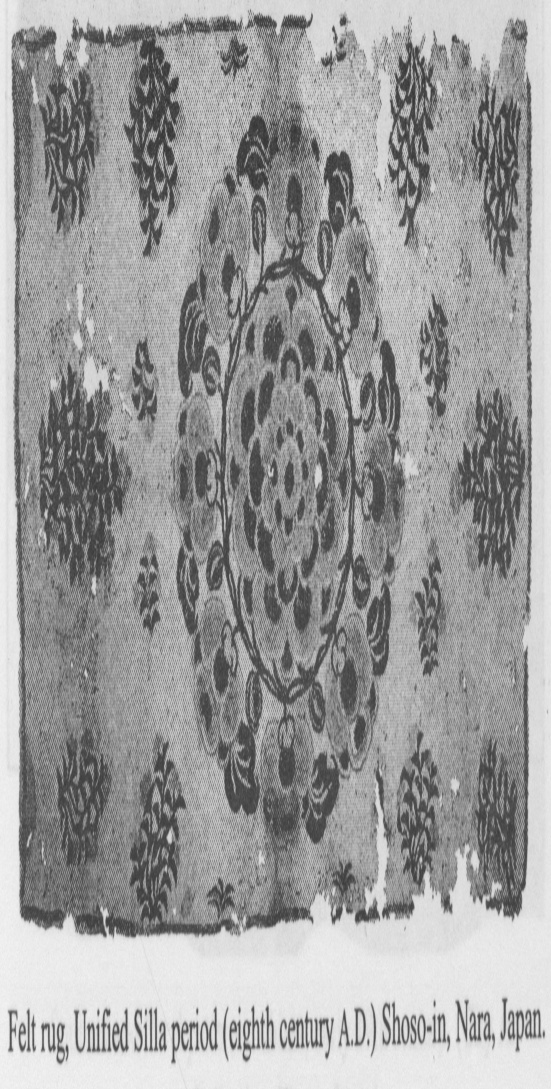 Felt rug, Unified Silla period (eighth century A.D.) Shoso-in, Nara, Japan.